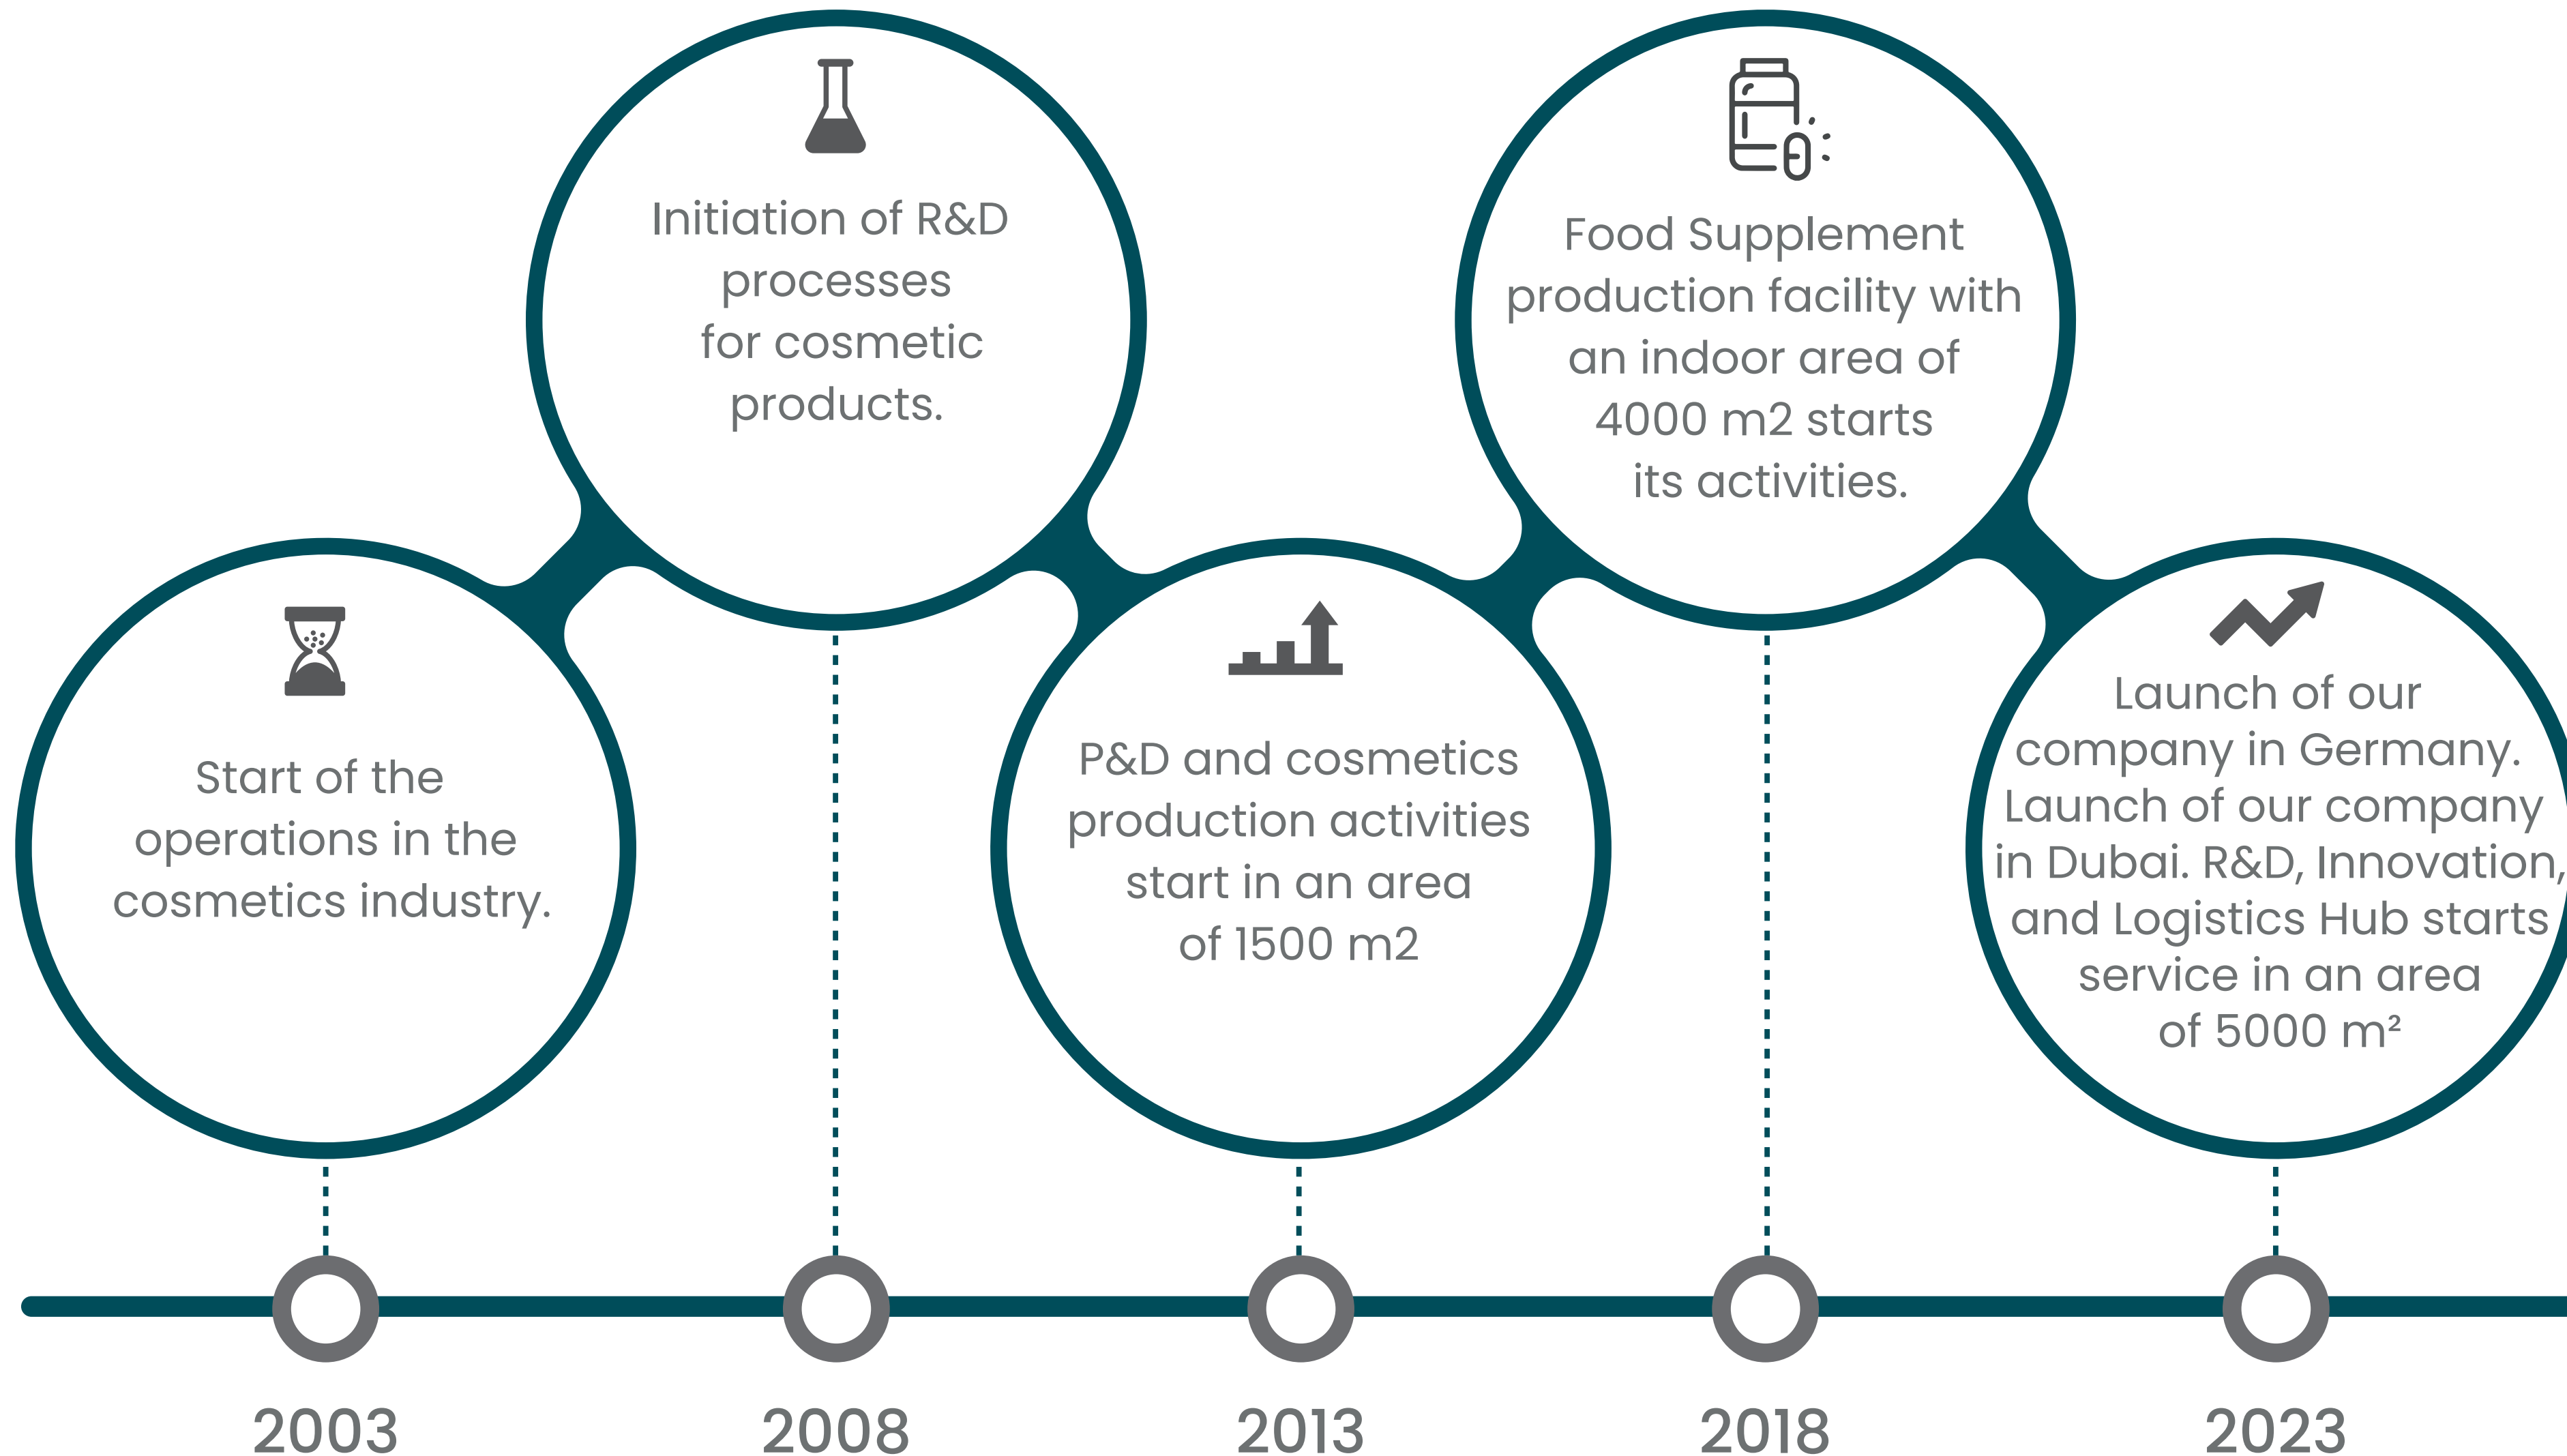 Start of the
operations in the
cosmetics industry.
Initiation of R&D
processes
for cosmetic
products.
P&D and cosmetics
production activities
start in an area
of 1500 m2
Food Supplement
production facility with
an indoor area of
4000 m2 starts
its activities.
Launch of our
company in Germany.
Launch of our company
in Dubai. R&D, Innovation,
and Logistics Hub starts
service in an area
of 5000 m²
2003
2008
2013
2018
2023